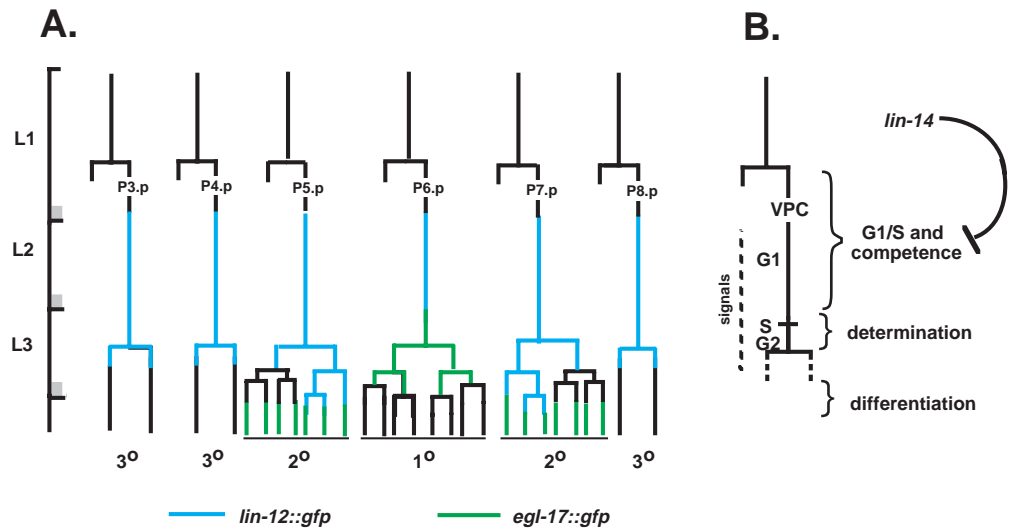 A.
L1
L2
L3
P3.p P4.p P5.p P6.p P7.p P8.p
3º 3º 2º 1º 2º 3º
lin-12::gfp egl-17::gfp
B.
lin-14
VPC
G1/S and
competence
G1
signals
S
G2
determination
differentiation